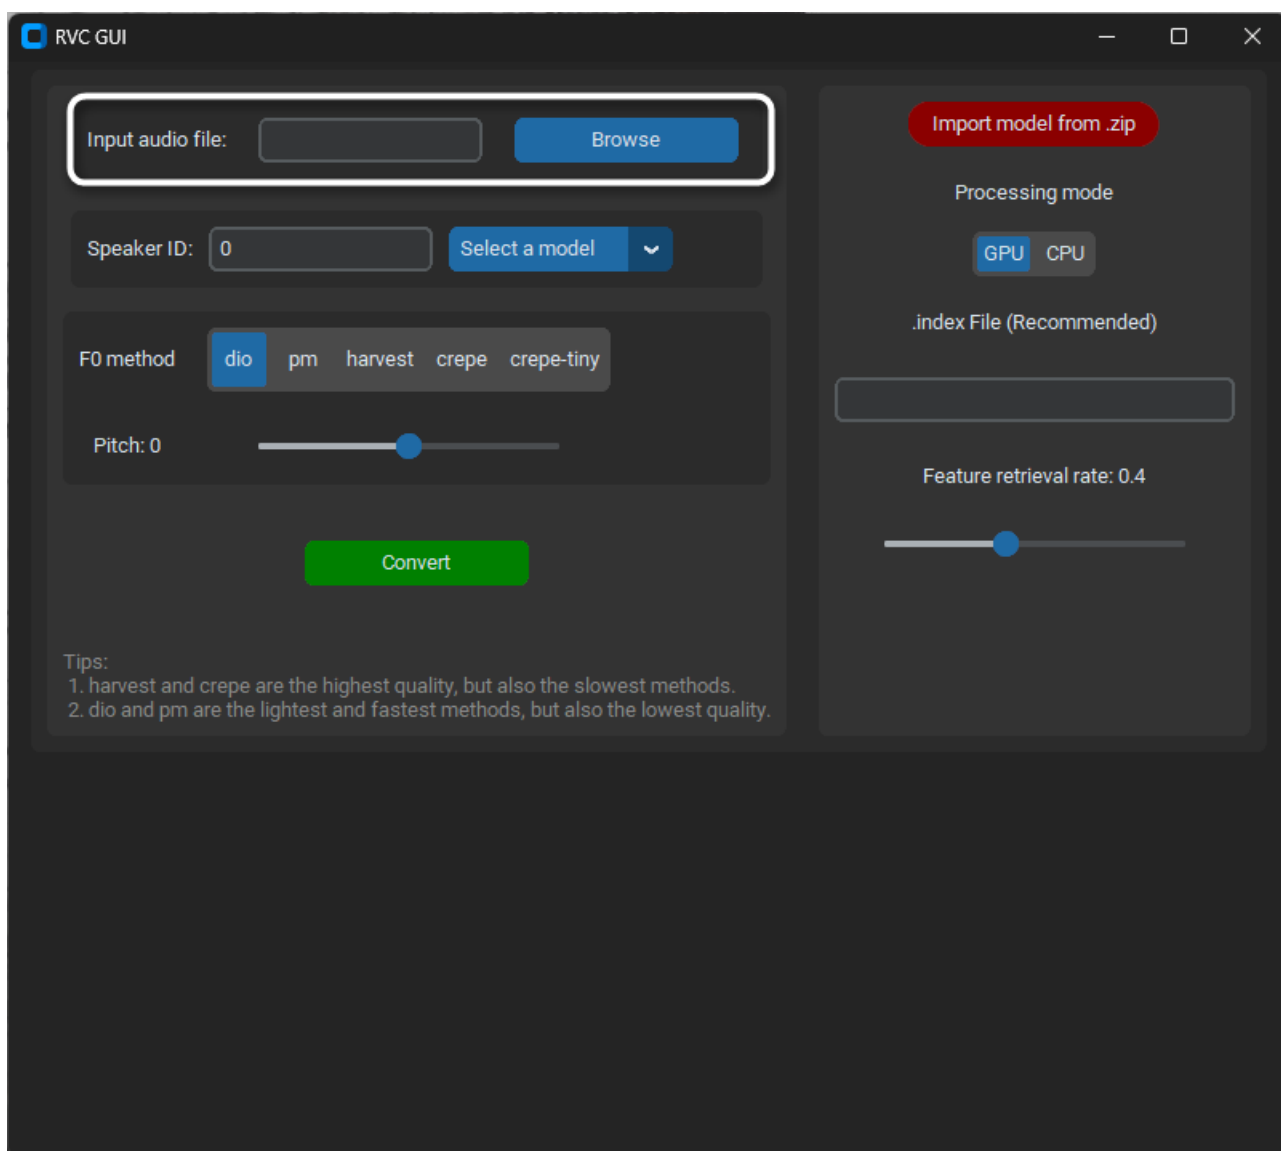 RVC GUI
Input audio file:
Browse
Speaker ID:
0
Select a model
F0 method
dio
pm
harvest
crepe
crepe-tiny
Pitch: 0
Convert
Tips:
1. harvest and crepe are the highest quality, but also the slowest methods.
2. dio and pm are the lightest and fastest methods, but also the lowest quality.
Import model from .zip
Processing mode
GPU
CPU
.index File (Recommended)
Feature retrieval rate: 0.4